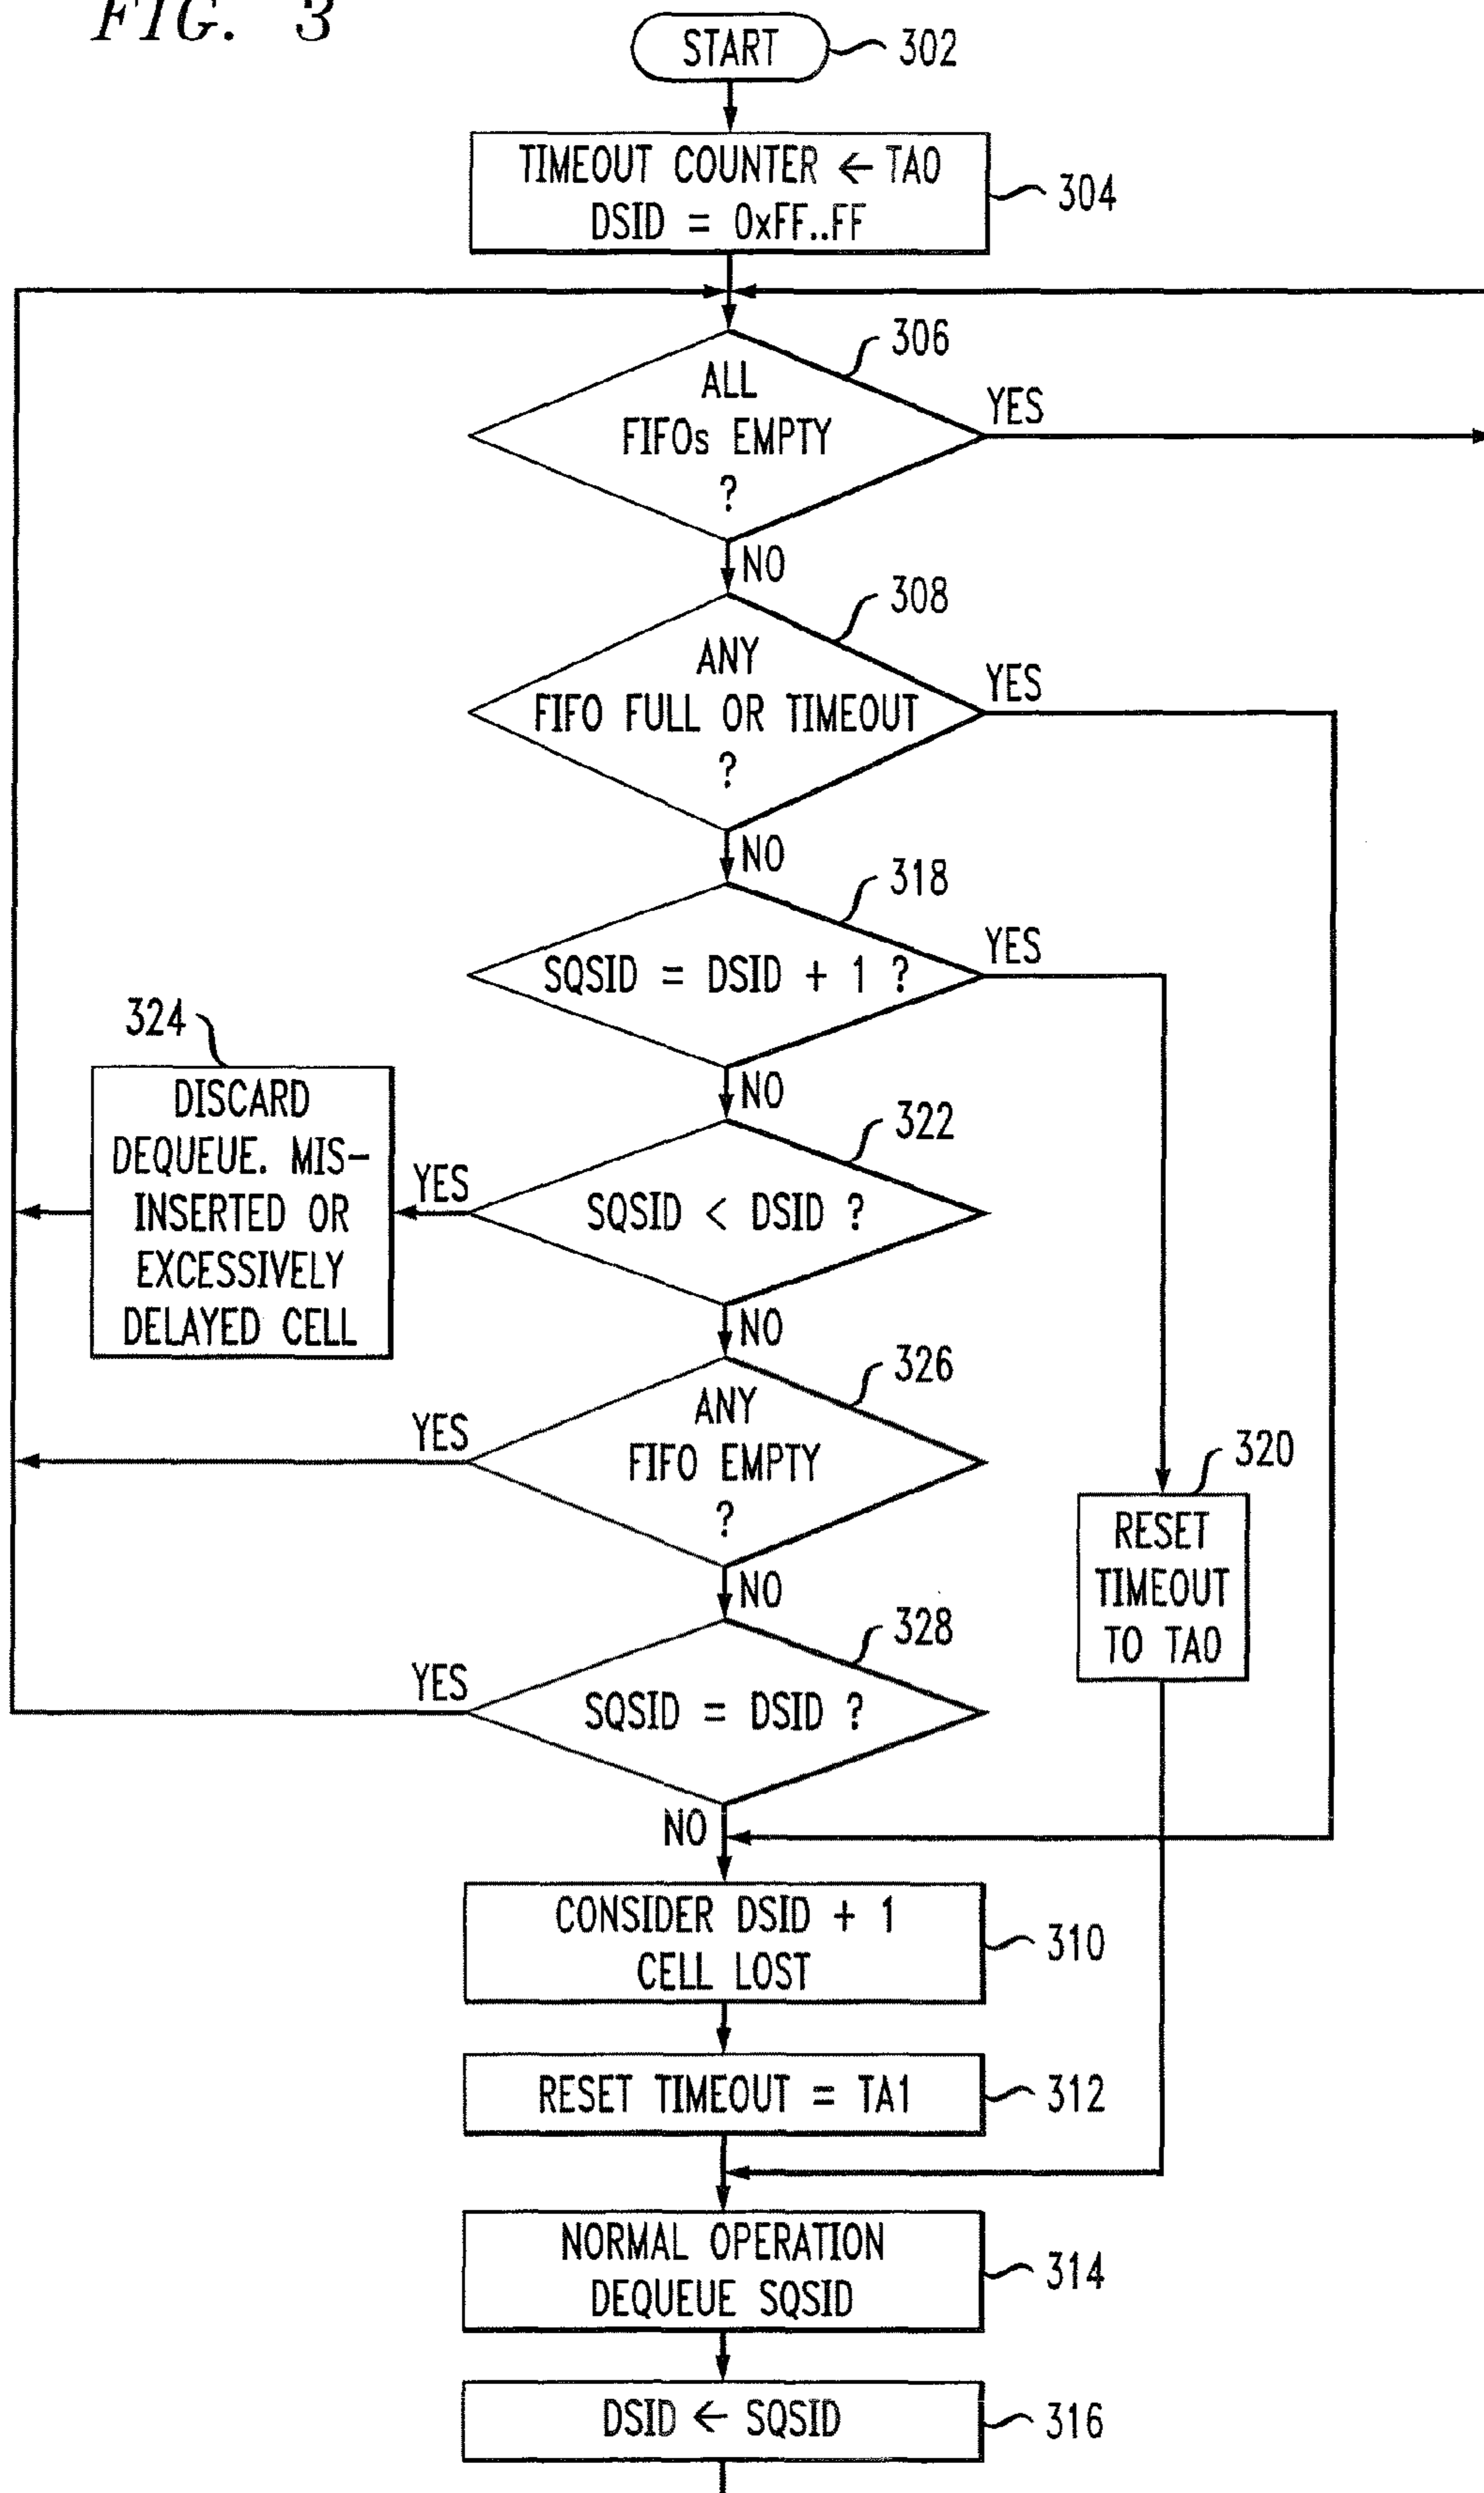 FIG. 3
START
302
TIMEOUT COUNTER ← TA0
DSID = 0xFF..FF
304
306
ALL
FIFOs EMPTY
?
YES
NO
308
ANY
FIFO FULL OR TIMEOUT
?
YES
NO
318
SQSID = DSID + 1 ?
YES
NO
324
DISCARD
DEQUEUE. MIS-
INSERTED OR
EXCESSIVELY
DELAYED CELL
322
SQSID < DSID ?
YES
NO
326
ANY
FIFO EMPTY
?
YES
NO
320
RESET
TIMEOUT
TO TA0
328
SQSID = DSID ?
YES
NO
CONSIDER DSID + 1
CELL LOST
310
RESET TIMEOUT = TA1
312
NORMAL OPERATION
DEQUEUE SQSID
314
DSID ← SQSID
316